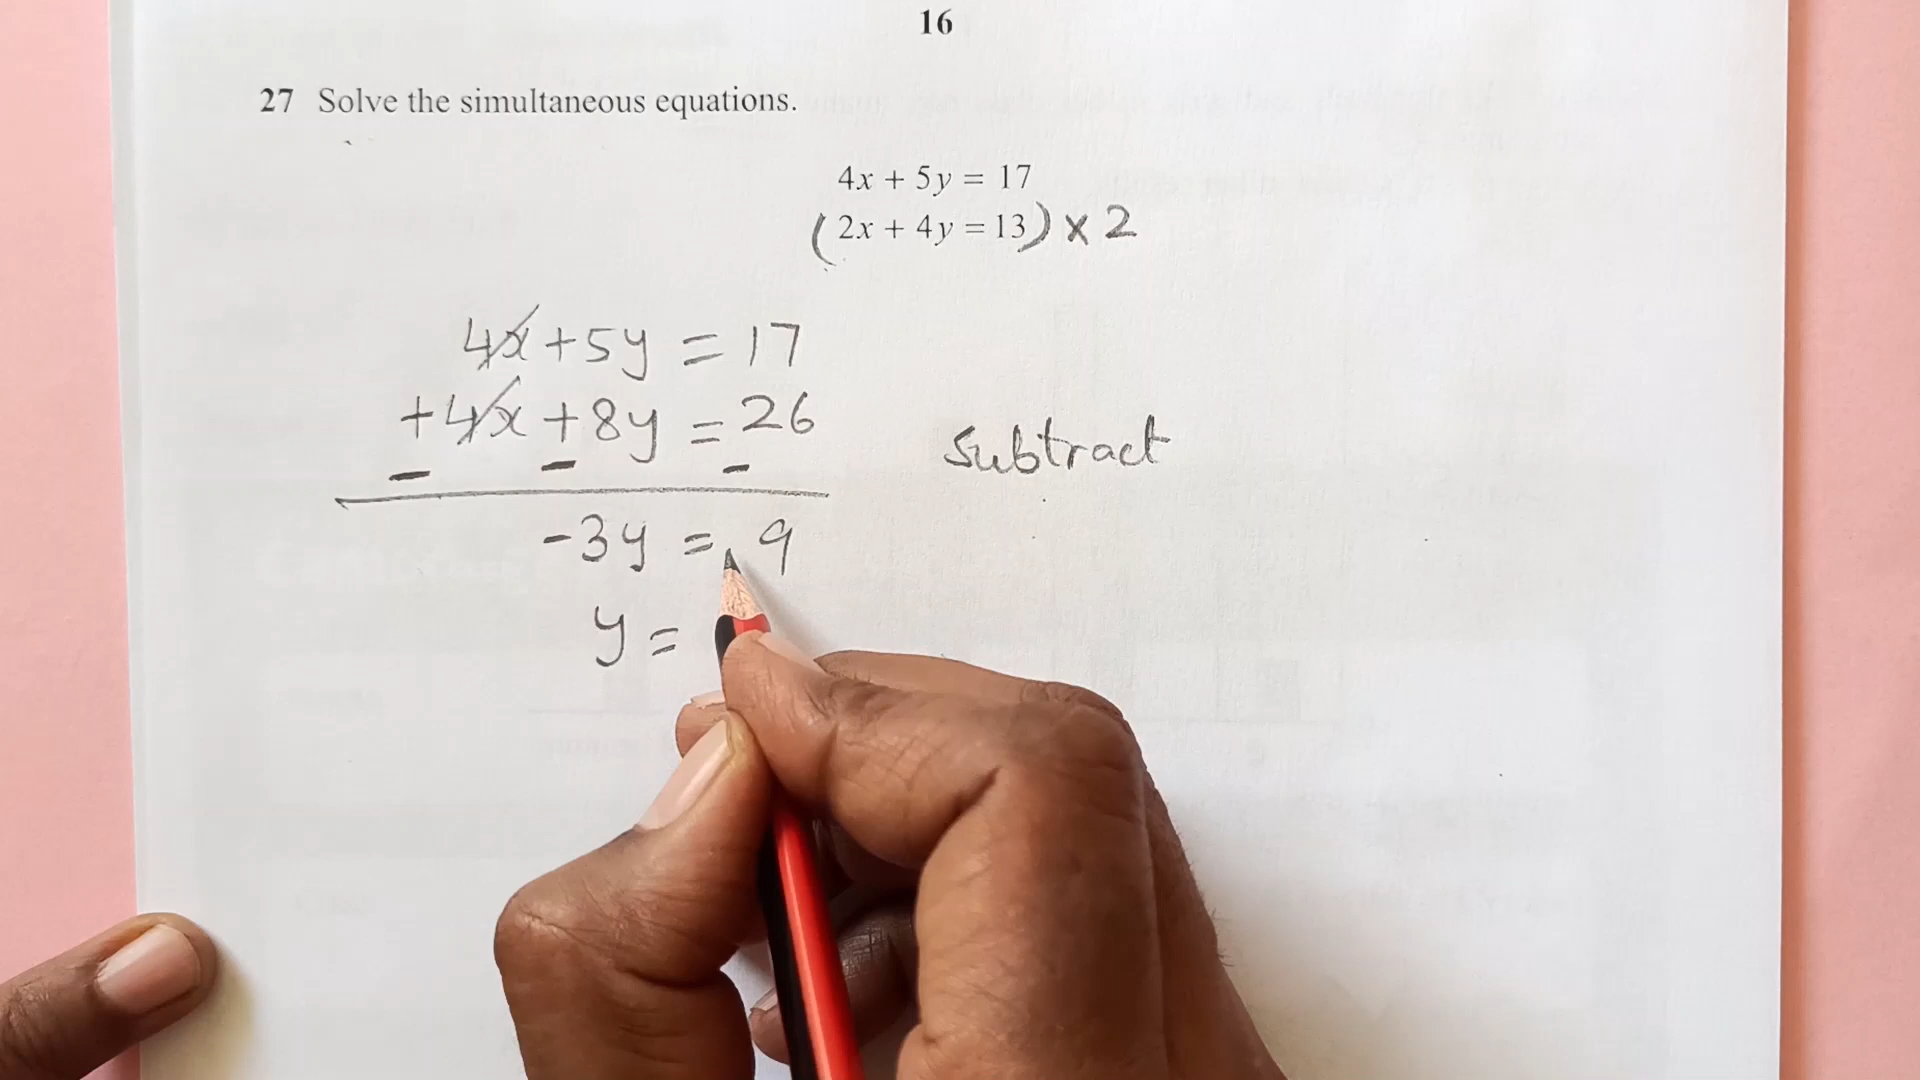 16
27 Solve the simultaneous equations.
4x + 5y = 17
(2x + 4y = 13) × 2
4x + 5y = 17
+ 4x + 8y = 26
- - -
subtract
-3y = 9
y =